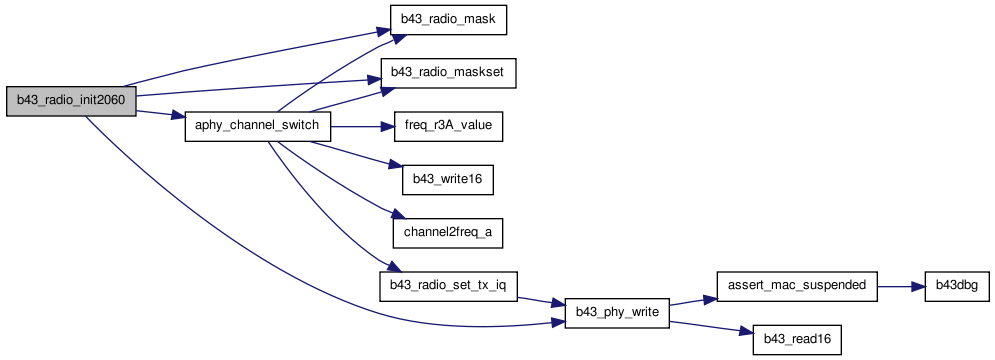 b43_radio_mask
b43_radio_maskset
b43_radio_init2060
aphy_channel_switch
freq_r3A_value
b43_write16
channel2freq_a
b43_radio_set_tx_iq
assert_mac_suspended
b43dbg
b43_phy_write
b43_read16